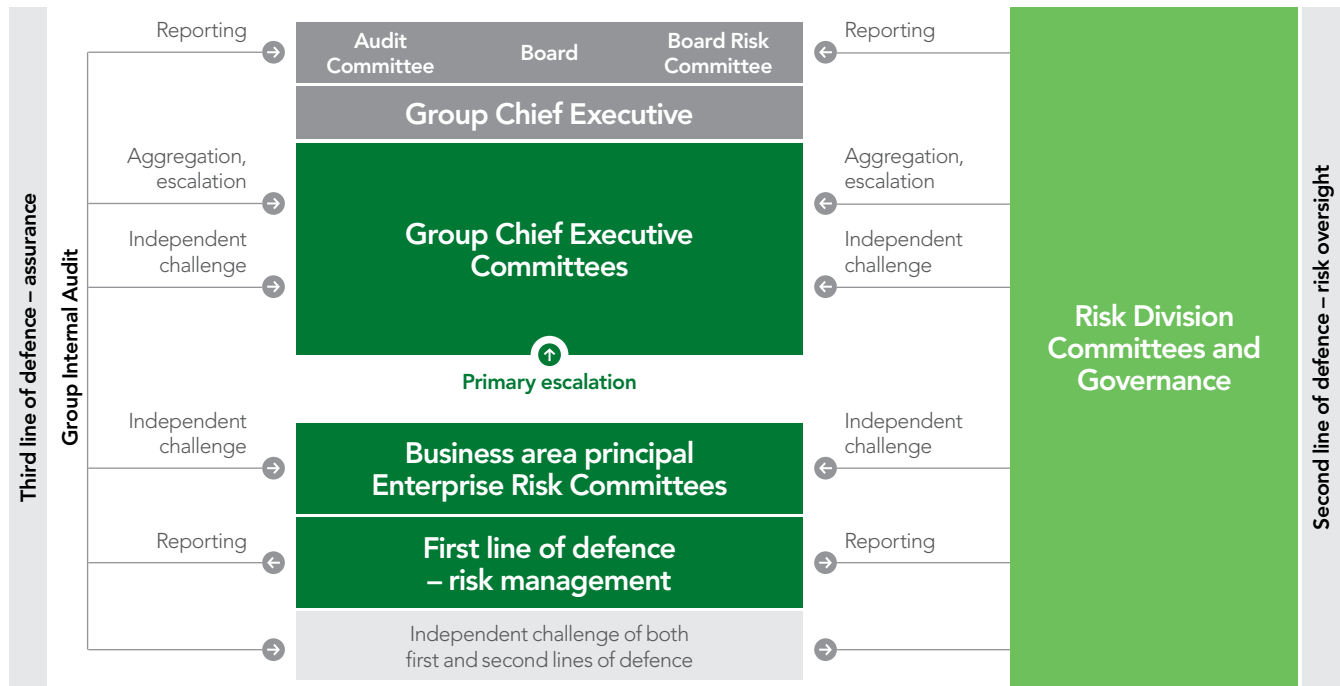 Third line of defence – assurance
Group Internal Audit
Reporting
Aggregation,
escalation
Independent
challenge
Independent
challenge
Reporting
Audit
Committee
Board
Board Risk
Committee
Group Chief Executive
Group Chief Executive
Committees
Primary escalation
Business area principal
Enterprise Risk Committees
First line of defence
– risk management
Independent challenge of both
first and second lines of defence
Reporting
Aggregation,
escalation
Independent
challenge
Independent
challenge
Reporting
Risk Division
Committees and
Governance
Second line of defence – risk oversight